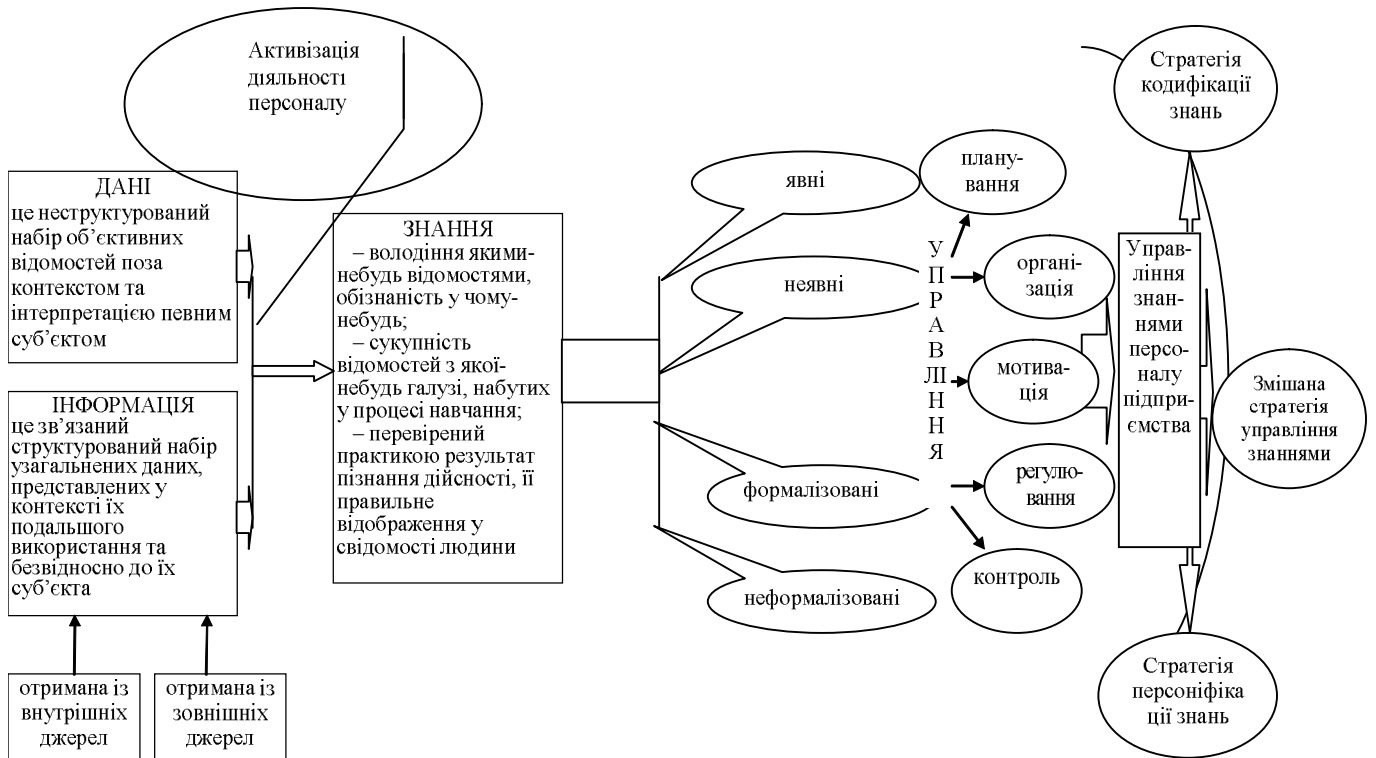 Активізація
діяльності
персоналу
ДАНІ
це неструктурований
набір об’єктивних
відомостей поза
контекстом та
інтерпретацією певним
суб’єктом
ІНФОРМАЦІЯ
це зв’язаний
структурований набір
узагальнених даних,
представлених у
контексті їх
подальшого
використання та
безвідносно до їх
суб’єкта
отримана із
внутрішніх
джерел
отримана із
зовнішніх
джерел
ЗНАННЯ
– володіння якими-
небудь відомостями,
обізнаність у чому-
небудь;
– сукупність
відомостей з якої-
небудь галузі, набутих
у процесі навчання;
– перевірений
практикою результат
пізнання дійсності, її
правильне
відображення у
свідомості людини
явні
неявні
формалізовані
неформалізовані
У
П
Р
А
В
ЛІ
Н
Н
Я
плану-
вання
органі-
зація
мотива-
ція
регулю-
вання
контроль
Управ-
ління
знан-
нями
персо-
налу
підпри-
ємства
Стратегія
кодифікації
знань
Змішана
стратегія
управління
знаннями
Стратегія
персоніфіка
ції знань